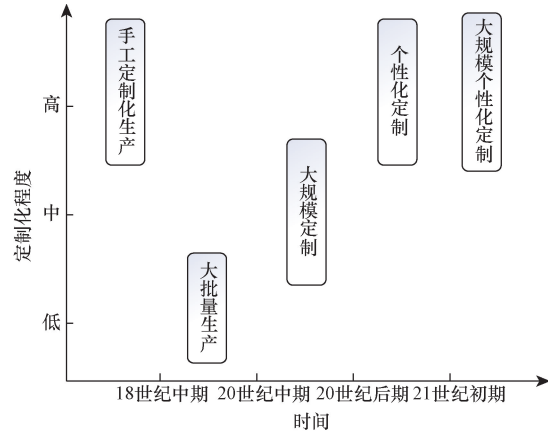 手工定制化生产
大批量生产
大规模定制
个性化定制
大规模个性化定制
高
中
低
定制化程度
18世纪中期
20世纪中期
20世纪后期
21世纪初期
时间